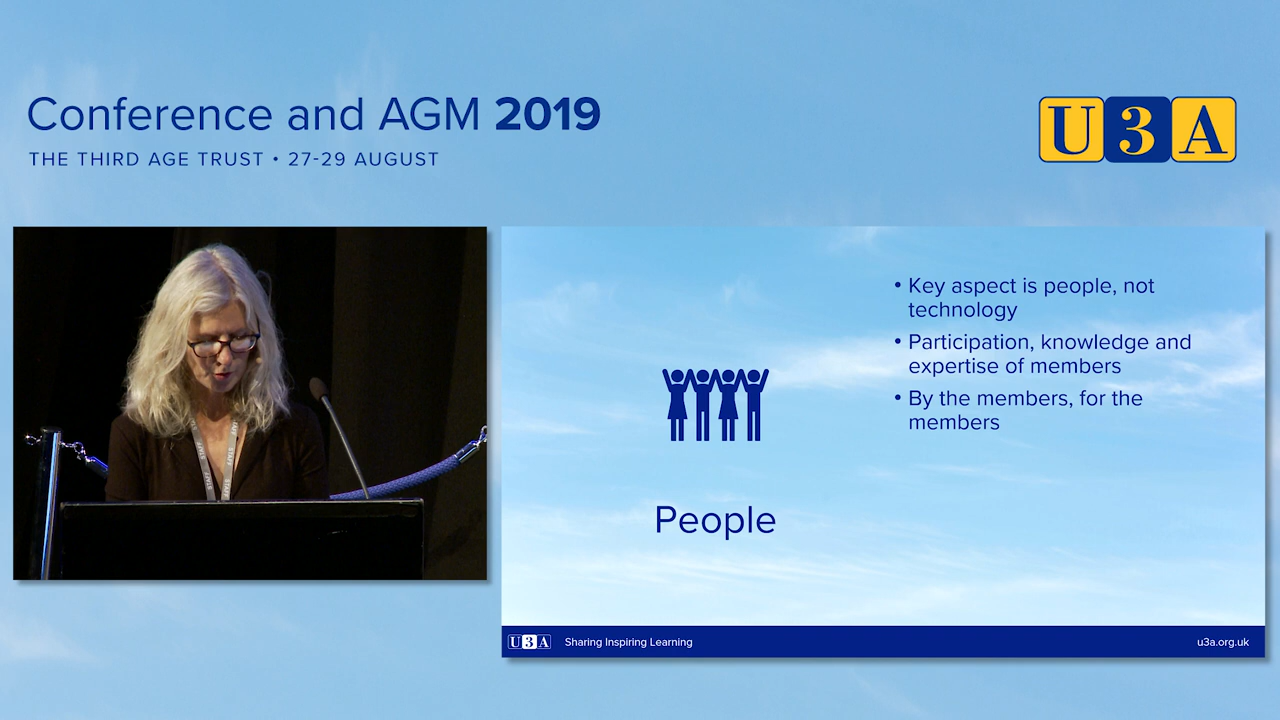 Conference and AGM 2019
THE THIRD AGE TRUST • 27-29 AUGUST
U3A
• Key aspect is people, not
technology
• Participation, knowledge and
expertise of members
• By the members, for the
members
People
U3A Sharing Inspiring Learning
u3a.org.uk
STAFF